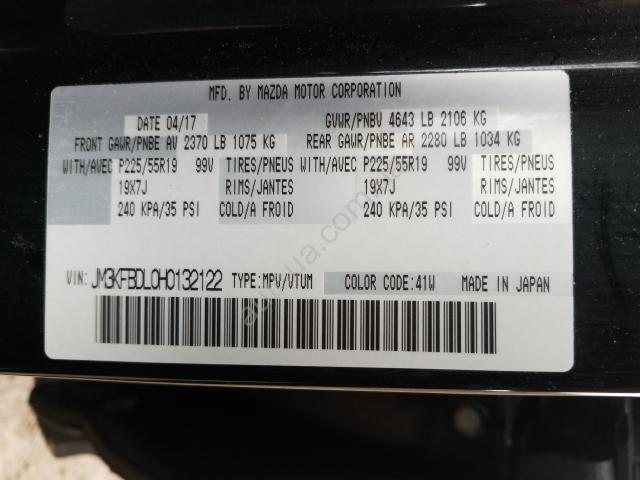 MFD. BY MAZDA MOTOR CORPORATION
DATE 04/17 GVWR/PNBV 4643 LB 2106 KG
FRONT GAWR/PNBE AV 2370 LB 1075 KG REAR GAWR/PNBE AR 2280 LB 1034 KG
WITH/AVEC P225/55R19 99V TIRES/PNEUS WITH/AVEC P225/55R19 99V TIRES/PNEUS
19X7J RIMS/JANTES 19X7J RIMS/JANTES
240 KPA/35 PSI COLD/A FROID 240 KPA/35 PSI COLD/A FROID
VIN: JM3KFBDL0H0132122 TYPE:MPV/VTUM COLOR CODE:41W MADE IN JAPAN